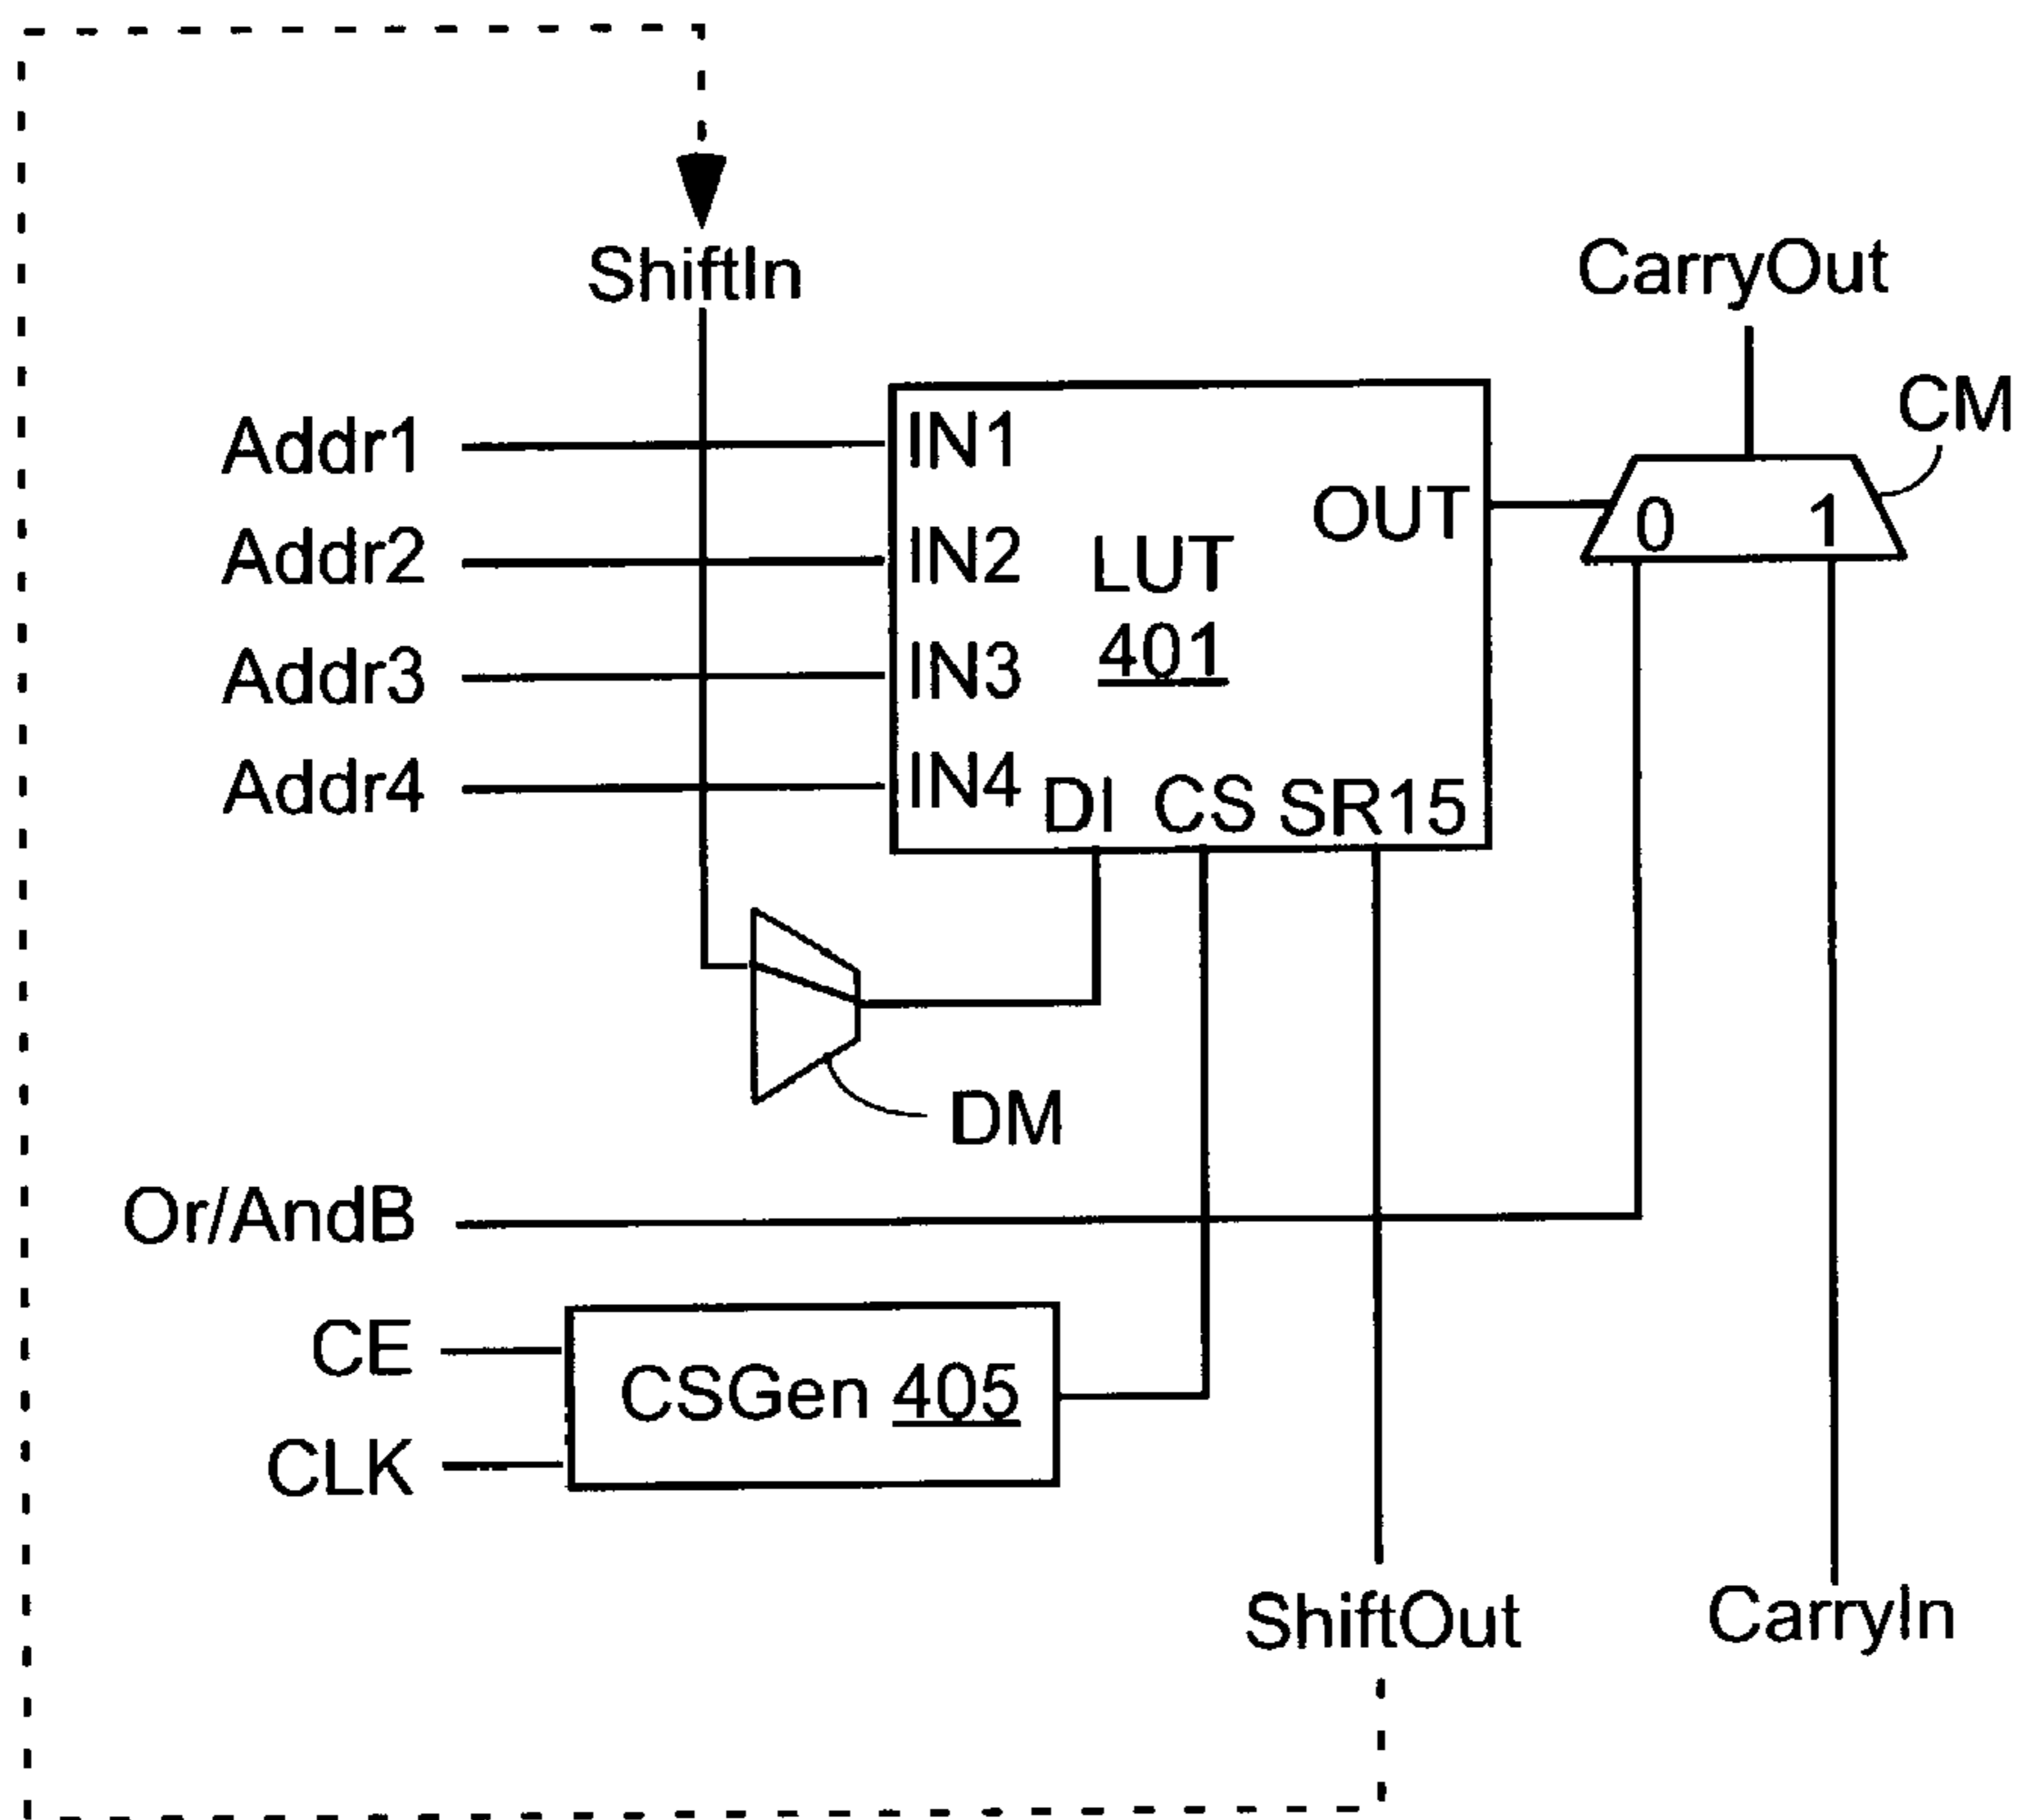 ShiftIn
CarryOut
CM
Addr1
IN1
OUT
0
1
Addr2
IN2
LUT
401
Addr3
IN3
Addr4
IN4
DI
CS
SR15
DM
Or/AndB
CE
CSGen 405
CLK
ShiftOut
CarryIn